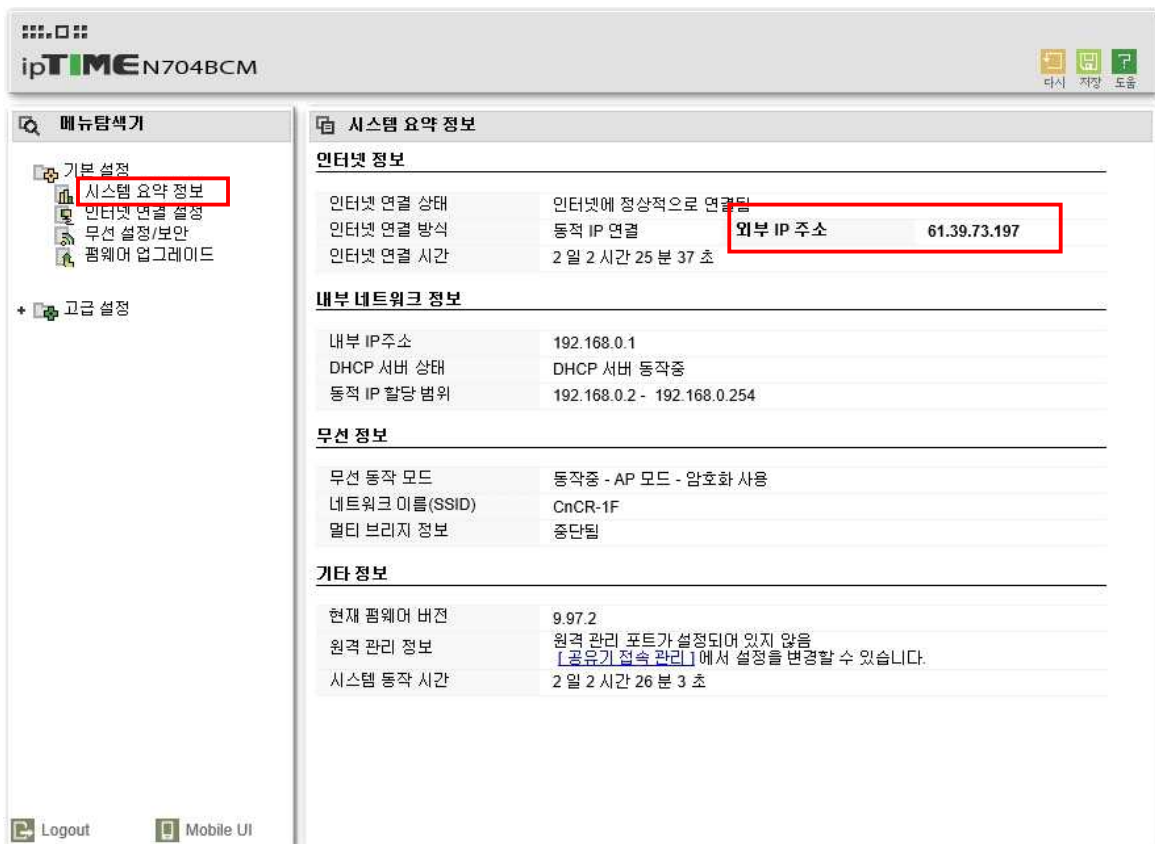 ipTIME N704BCM
다시 저장 도움
메뉴탐색기
기본 설정
시스템 요약 정보
인터넷 연결 설정
무선 설정/보안
펌웨어 업그레이드
+ 고급 설정
Logout Mobile UI
시스템 요약 정보
인터넷 정보
인터넷 연결 상태 인터넷에 정상적으로 연결됨
인터넷 연결 방식 동적 IP 연결 외부 IP 주소 61.39.73.197
인터넷 연결 시간 2 일 2 시간 25 분 37 초
내부 네트워크 정보
내부 IP주소 192.168.0.1
DHCP 서버 상태 DHCP 서버 동작중
동적 IP 할당 범위 192.168.0.2 - 192.168.0.254
무선 정보
무선 동작 모드 동작중 - AP 모드 - 암호화 사용
네트워크 이름(SSID) CnCR-1F
멀티 브리지 정보 중단됨
기타 정보
현재 펌웨어 버전 9.97.2
원격 관리 정보 원격 관리 포트가 설정되어 있지 않음
[ 공유기 접속 관리 ]에서 설정을 변경할 수 있습니다.
시스템 동작 시간 2 일 2 시간 26 분 3 초